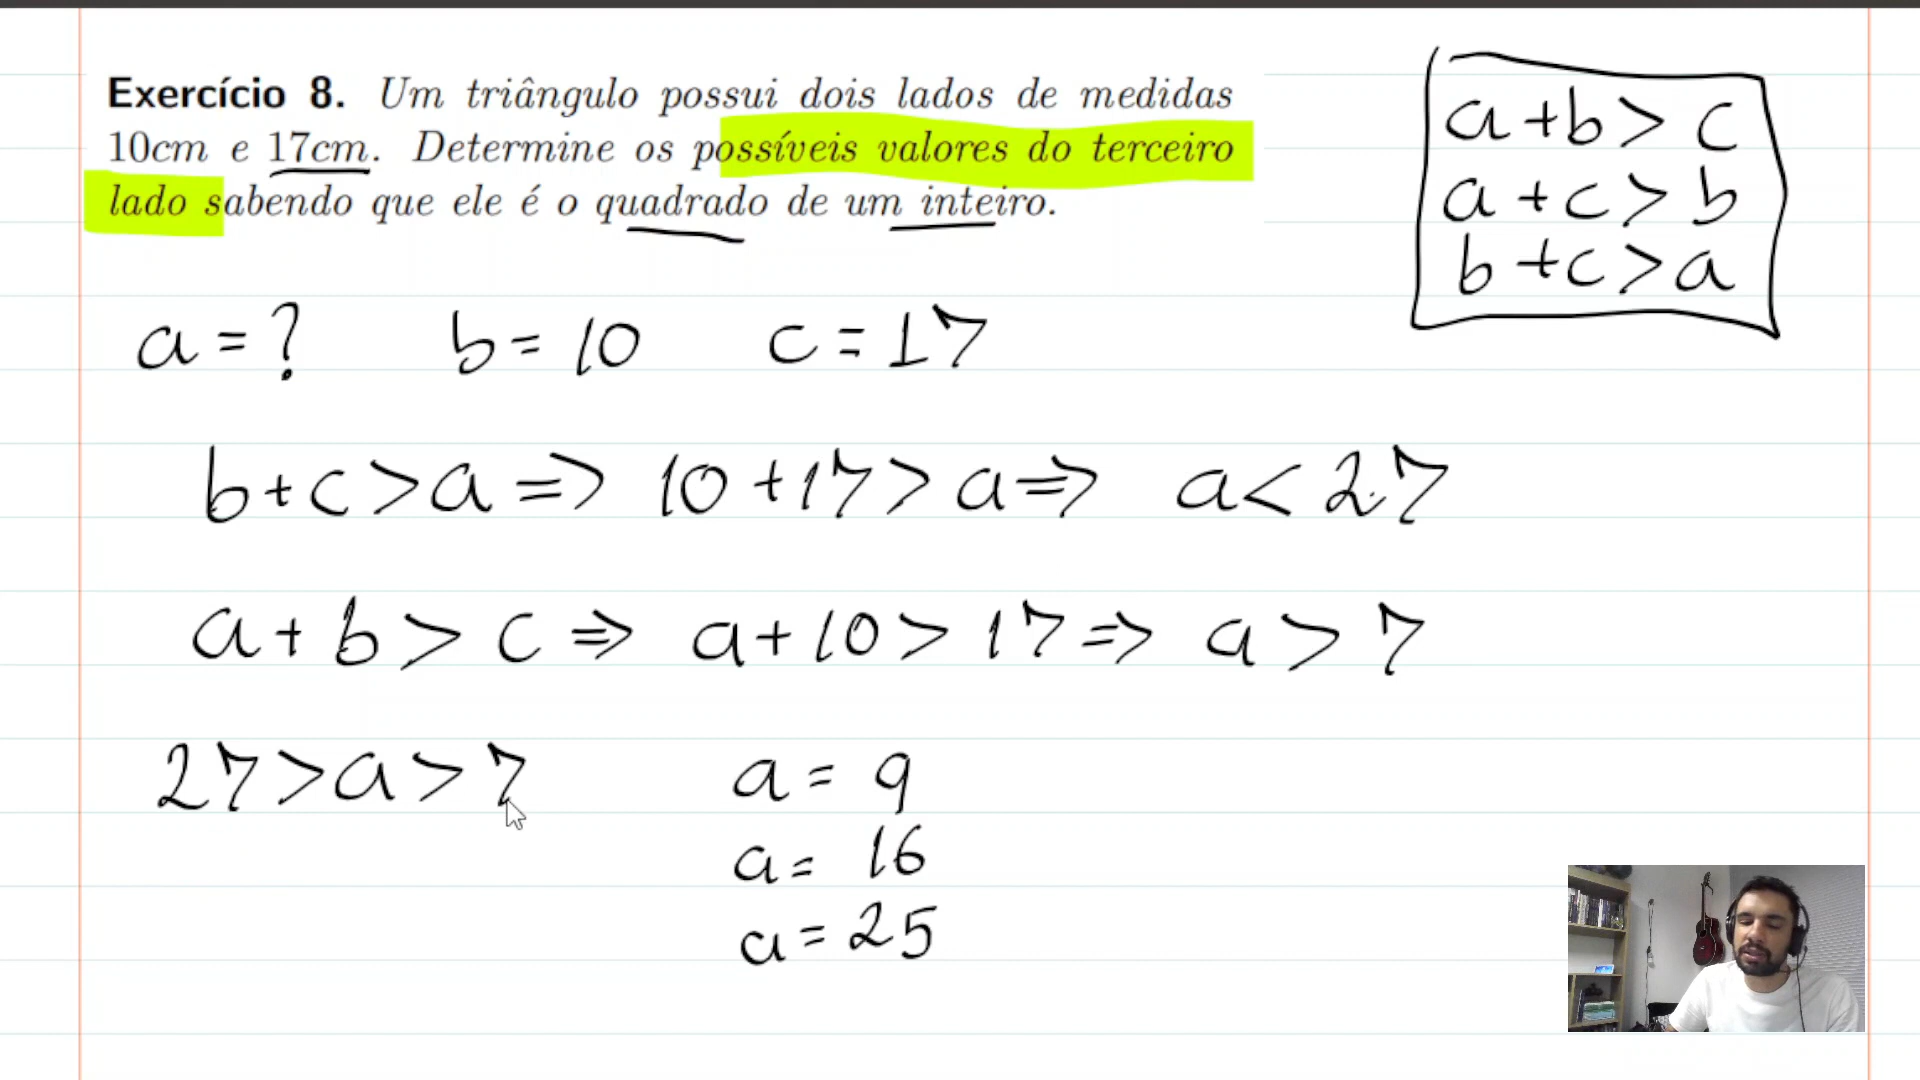 Exercício 8. Um triângulo possui dois lados de medidas
10cm e 17cm. Determine os possíveis valores do terceiro
lado sabendo que ele é o quadrado de um inteiro.
a+b> c
a+c>b
b+c>a
a=? b=10 c=17
b+c>a=> 10+17>a=> a<27
a+b>c => a+10>17=> a>7
27>a>7
a= 9
a= 16
a=25